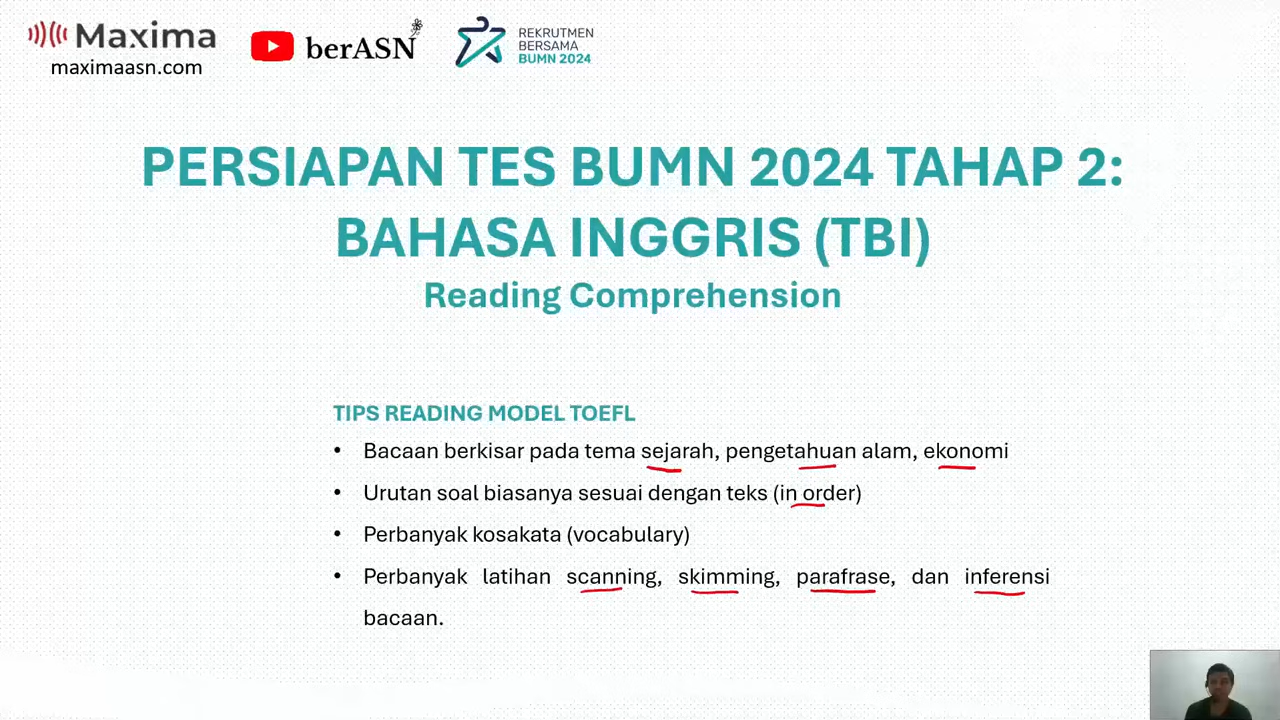 Maxima
maximaasn.com
berASN
REKRUTMEN
BERSAMA
BUMN 2024
PERSIAPAN TES BUMN 2024 TAHAP 2:
BAHASA INGGRIS (TBI)
Reading Comprehension
TIPS READING MODEL TOEFL
• Bacaan berkisar pada tema sejarah, pengetahuan alam, ekonomi
• Urutan soal biasanya sesuai dengan teks (in order)
• Perbanyak kosakata (vocabulary)
• Perbanyak latihan scanning, skimming, parafrase, dan inferensi
bacaan.